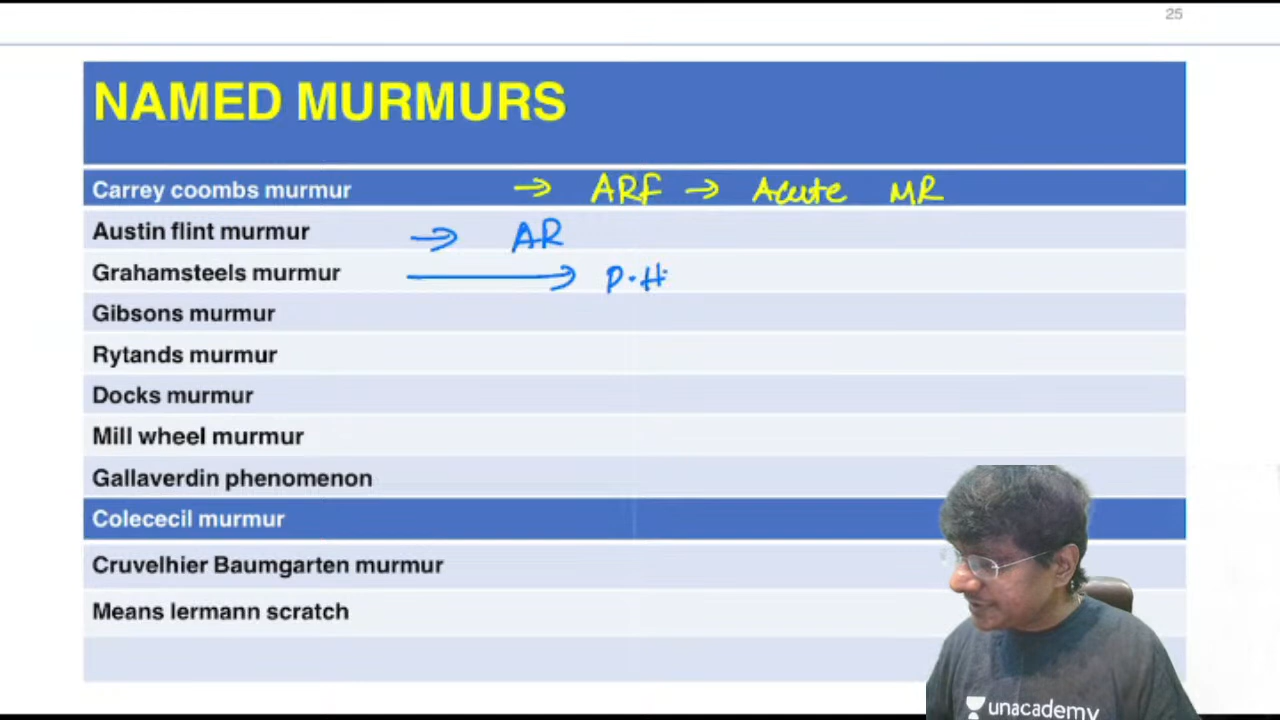 25
NAMED MURMURS
Carrey coombs murmur → ARF → Acute MR
Austin flint murmur → AR
Grahamsteels murmur → P.H
Gibsons murmur
Rytands murmur
Docks murmur
Mill wheel murmur
Gallaverdin phenomenon
Colececil murmur
Cruvelhier Baumgarten murmur
Means lermann scratch
unacademy